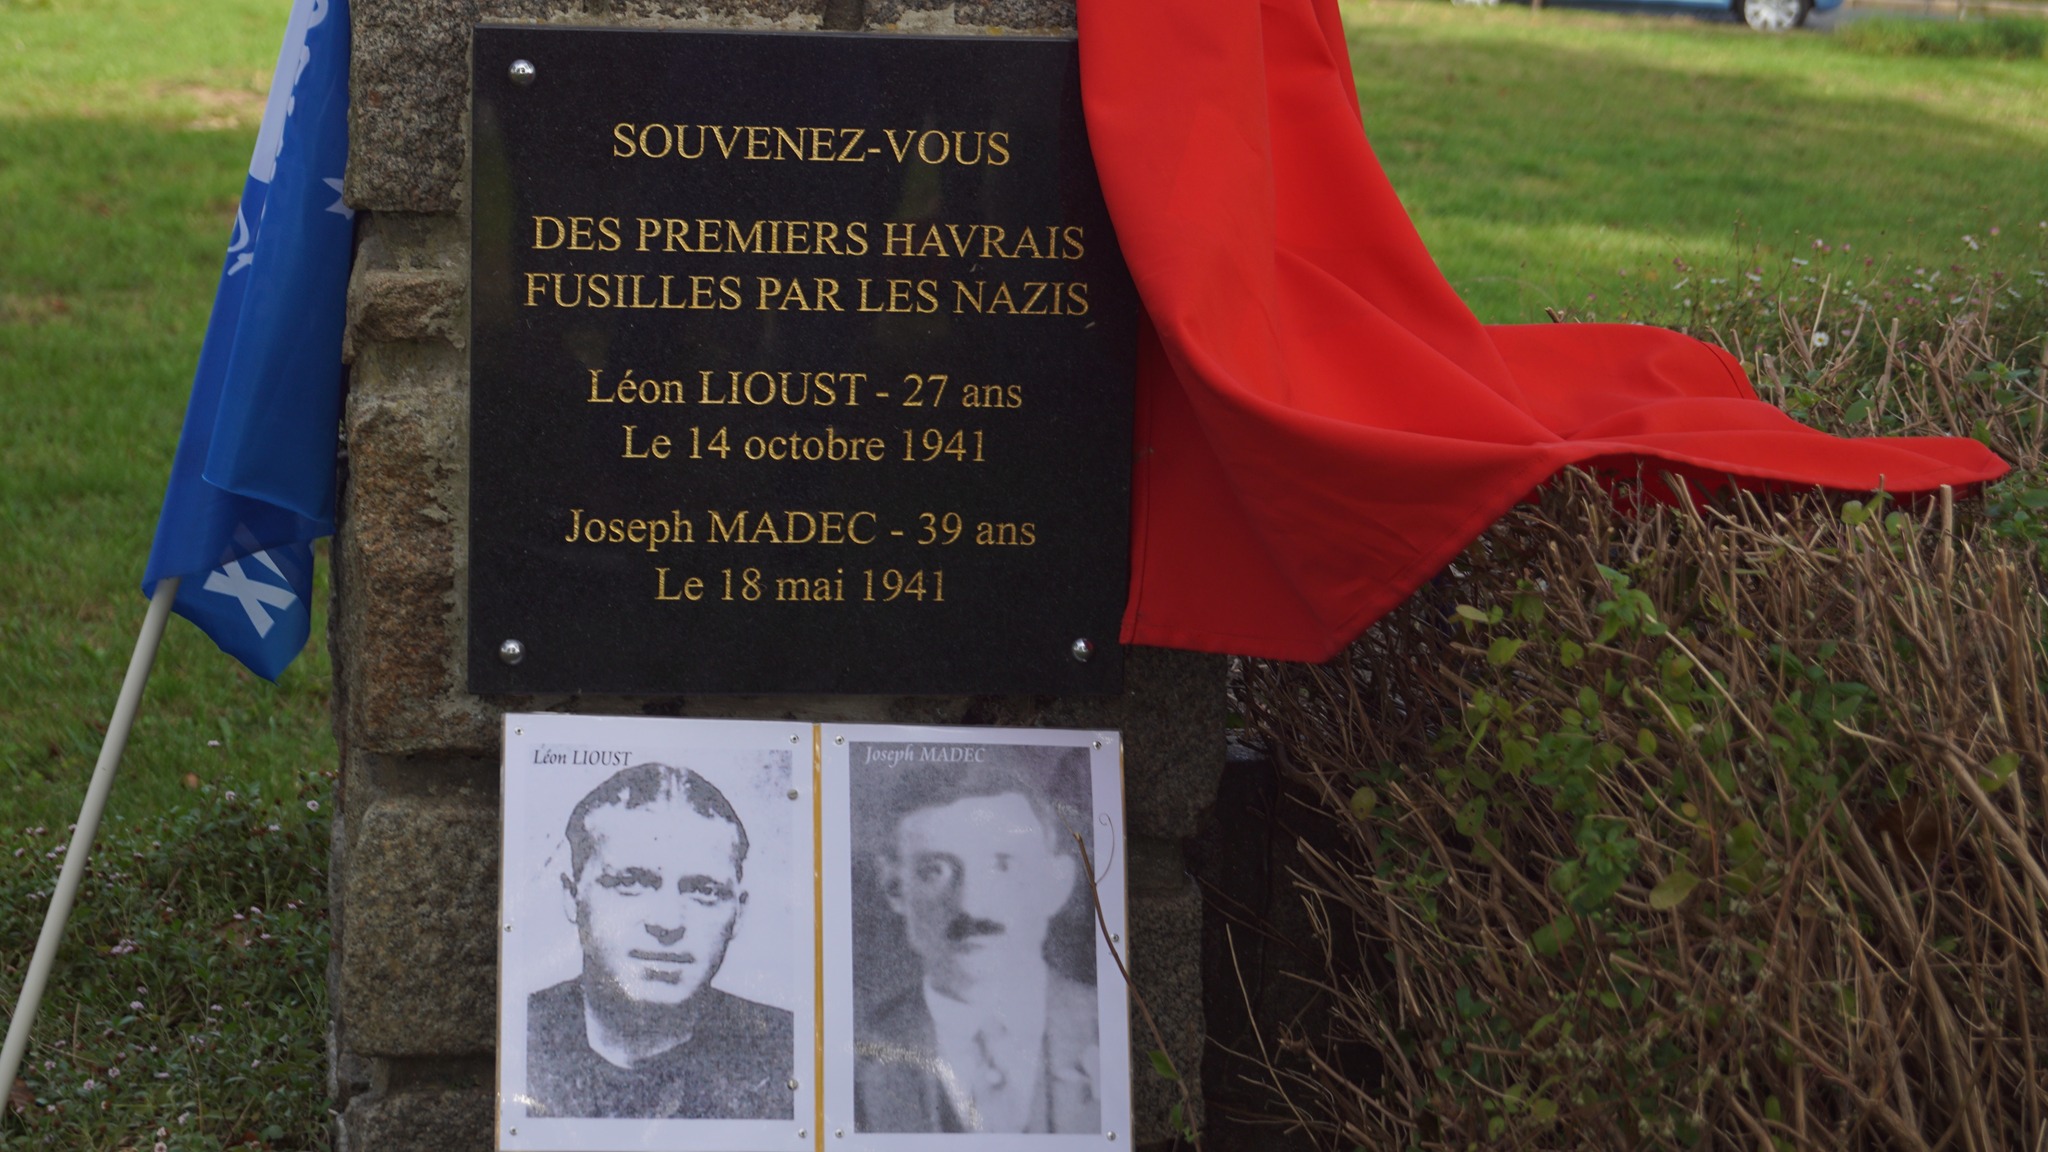 SOUVENEZ-VOUS
DES PREMIERS HAVRAIS
FUSILLES PAR LES NAZIS
Léon LIOUST - 27 ans
Le 14 octobre 1941
Joseph MADEC - 39 ans
Le 18 mai 1941
Léon LIOUST
Joseph MADEC